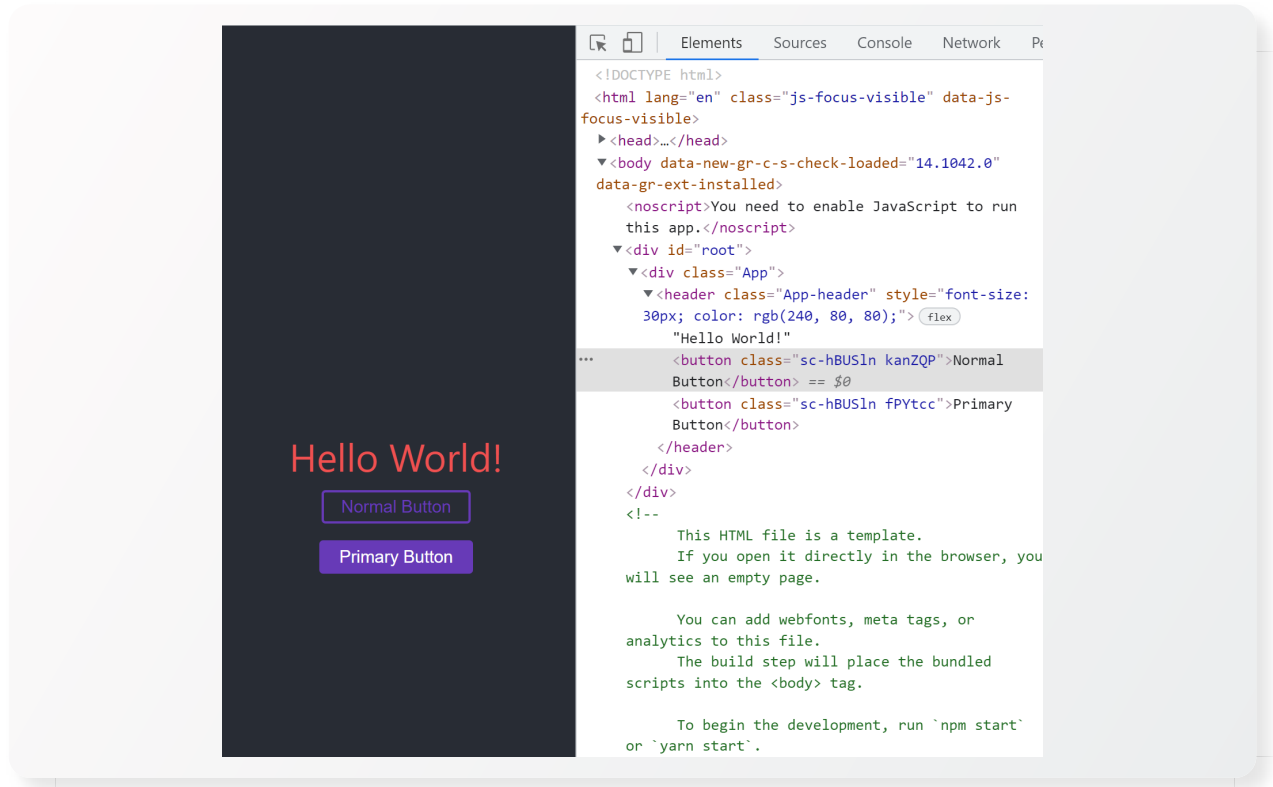 Hello World!
Normal Button
Primary Button
Elements Sources Console Network Pe
<!DOCTYPE html>
<html lang="en" class="js-focus-visible" data-js-
focus-visible>
<head>…</head>
<body data-new-gr-c-s-check-loaded="14.1042.0"
data-gr-ext-installed>
<noscript>You need to enable JavaScript to run
this app.</noscript>
<div id="root">
<div class="App">
<header class="App-header" style="font-size:
30px; color: rgb(240, 80, 80);"> flex
"Hello World!"
<button class="sc-hBUSln kanZQP">Normal
Button</button> == $0
<button class="sc-hBUSln fPYtcc">Primary
Button</button>
</header>
</div>
</div>
<!--
This HTML file is a template.
If you open it directly in the browser, you
will see an empty page.
You can add webfonts, meta tags, or
analytics to this file.
The build step will place the bundled
scripts into the <body> tag.
To begin the development, run `npm start`
or `yarn start`.